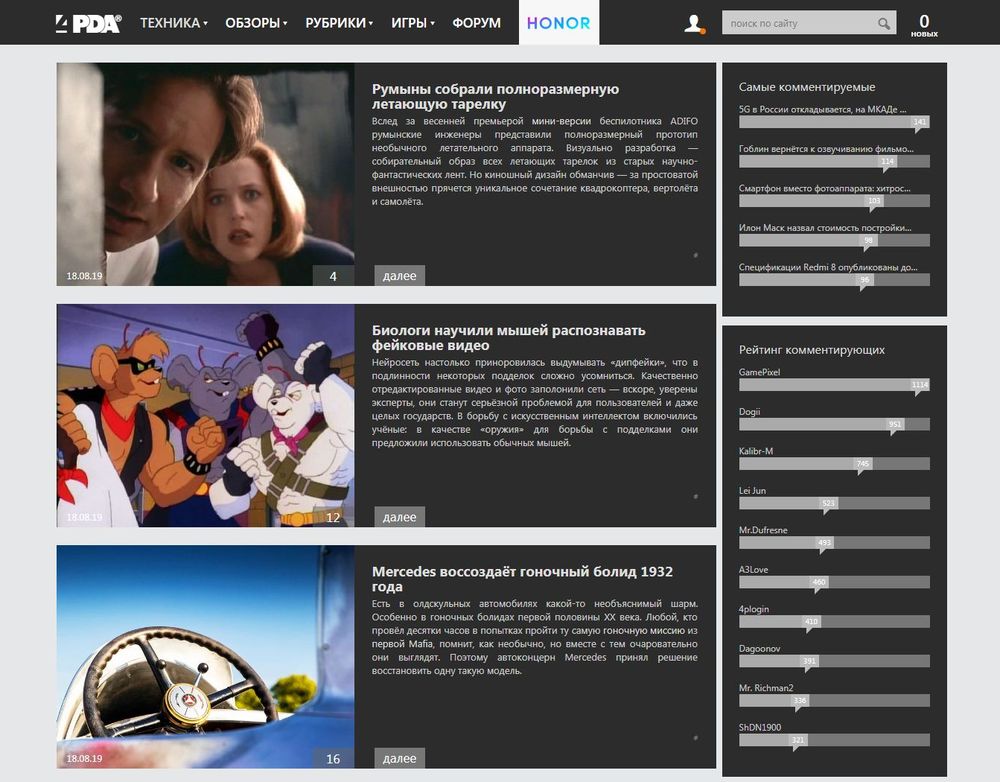 4PDA
ТЕХНИКА
ОБЗОРЫ
РУБРИКИ
ИГРЫ
ФОРУМ
HONOR
поиск по сайту
0
новых
Румыны собрали полноразмерную
летающую тарелку
Вслед за весенней премьерой мини-версии беспилотника ADIFO
румынские инженеры представили полноразмерный прототип
необычного летательного аппарата. Визуально разработка —
собирательный образ всех летающих тарелок из старых научно-
фантастических лент. Но киношный дизайн обманчив — за простоватой
внешностью прячется уникальное сочетание квадрокоптера, вертолёта
и самолёта.
18.08.19
4
далее
Биологи научили мышей распознавать
фейковые видео
Нейросеть настолько приноровилась выдумывать «дипфейки», что в
подлинности некоторых подделок сложно усомниться. Качественно
отредактированные видео и фото заполонили сеть — вскоре, уверены
эксперты, они станут серьёзной проблемой для пользователей и даже
целых государств. В борьбу с искусственным интеллектом включились
учёные: в качестве «оружия» для борьбы с подделками они
предложили использовать обычных мышей.
18.08.19
12
далее
Mercedes воссоздаёт гоночный болид 1932
года
Есть в олдскульных автомобилях какой-то необъяснимый шарм.
Особенно в гоночных болидах первой половины XX века. Любой, кто
провёл десятки часов в попытках пройти ту самую гоночную миссию из
первой Mafia, помнит, как необычно, но вместе с тем очаровательно
они выглядят. Поэтому автоконцерн Mercedes принял решение
восстановить одну такую модель.
18.08.19
16
далее
Самые комментируемые
5G в России откладывается, на МКАДе ...
141
Гоблин вернётся к озвучиванию фильмо...
114
Смартфон вместо фотоаппарата: хитрос...
103
Илон Маск назвал стоимость постройки...
98
Спецификации Redmi 8 опубликованы до...
96
Рейтинг комментирующих
GamePixel
1114
Dogii
951
Kalibr-M
745
Lei Jun
523
Mr.Dufresne
493
A3Love
460
4plogin
410
Dagoonov
391
Mr. Richman2
336
ShDN1900
321